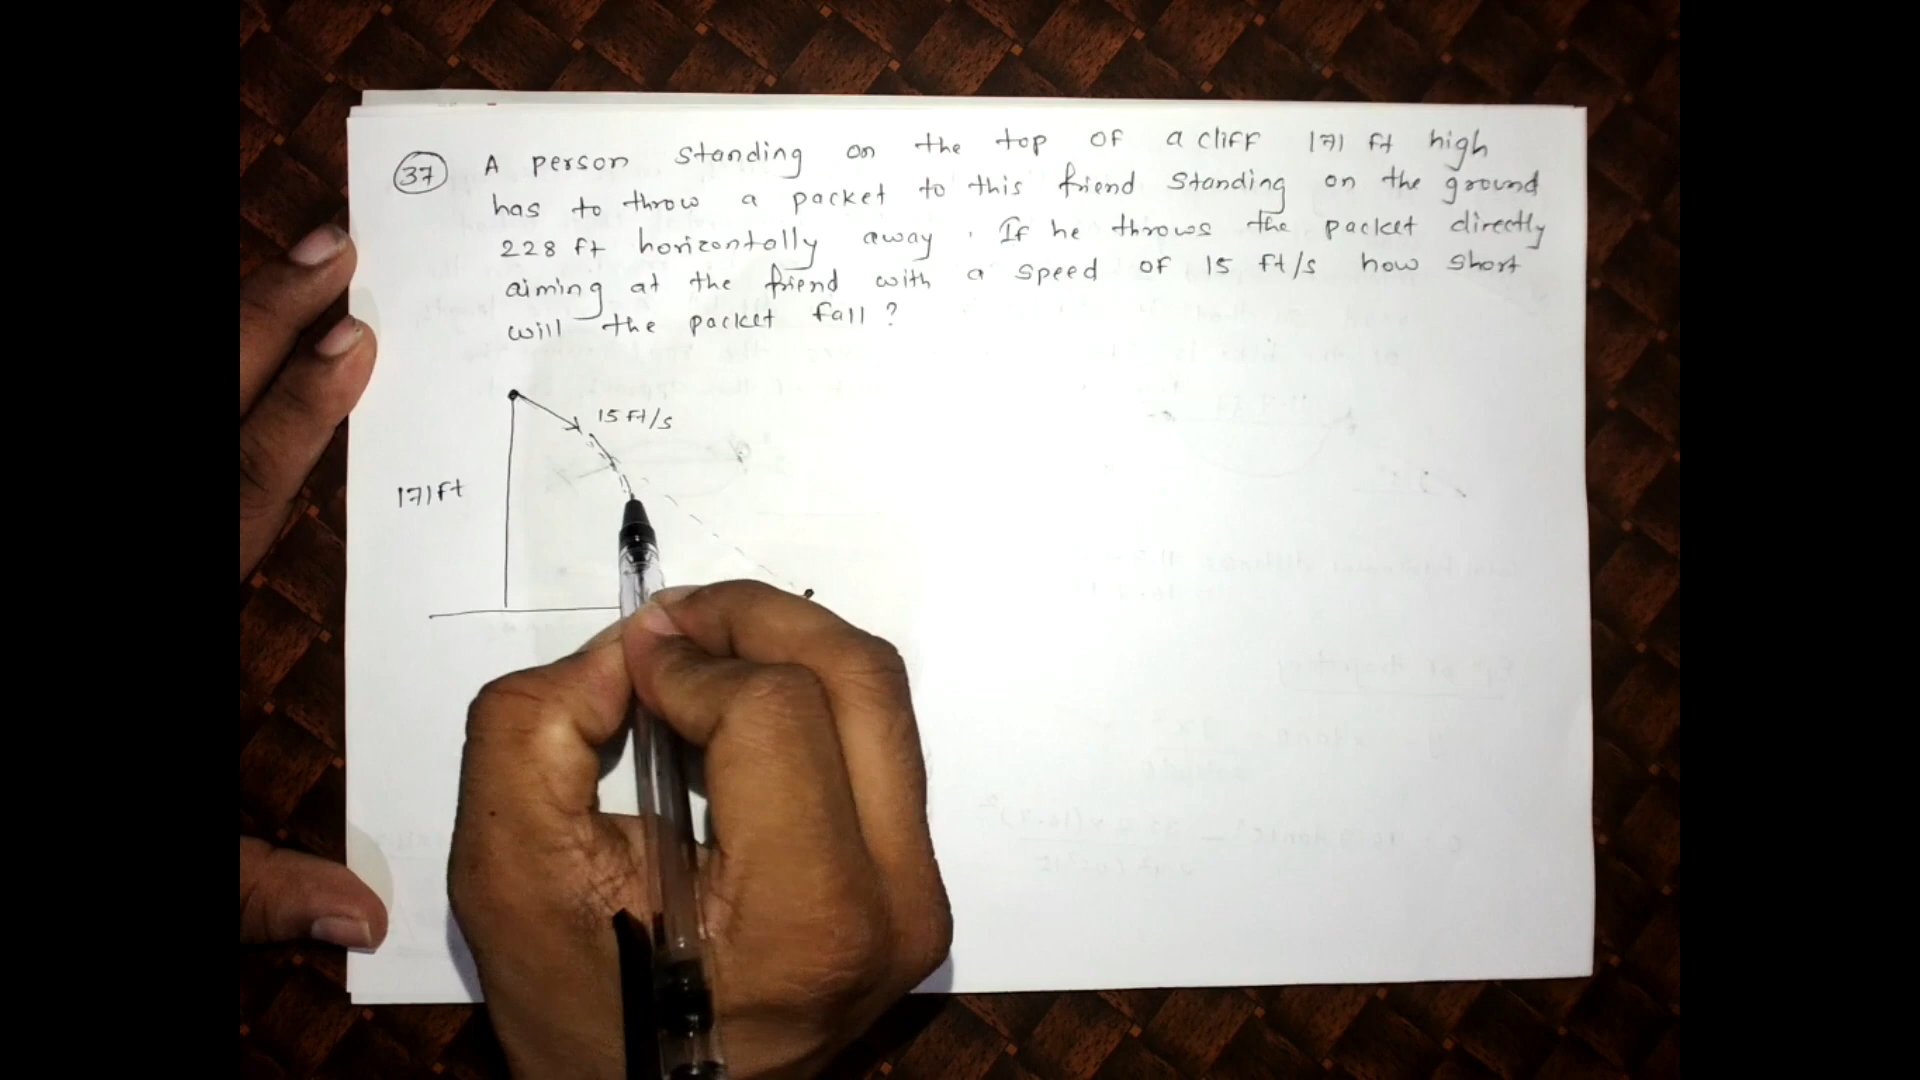 37 A person standing on the top of a cliff 171 ft high
has to throw a packet to this friend standing on the ground
228 ft horizontally away. If he throws the packet directly
aiming at the friend with a speed of 15 ft/s how short
will the packet fall?
15 ft/s
171 ft